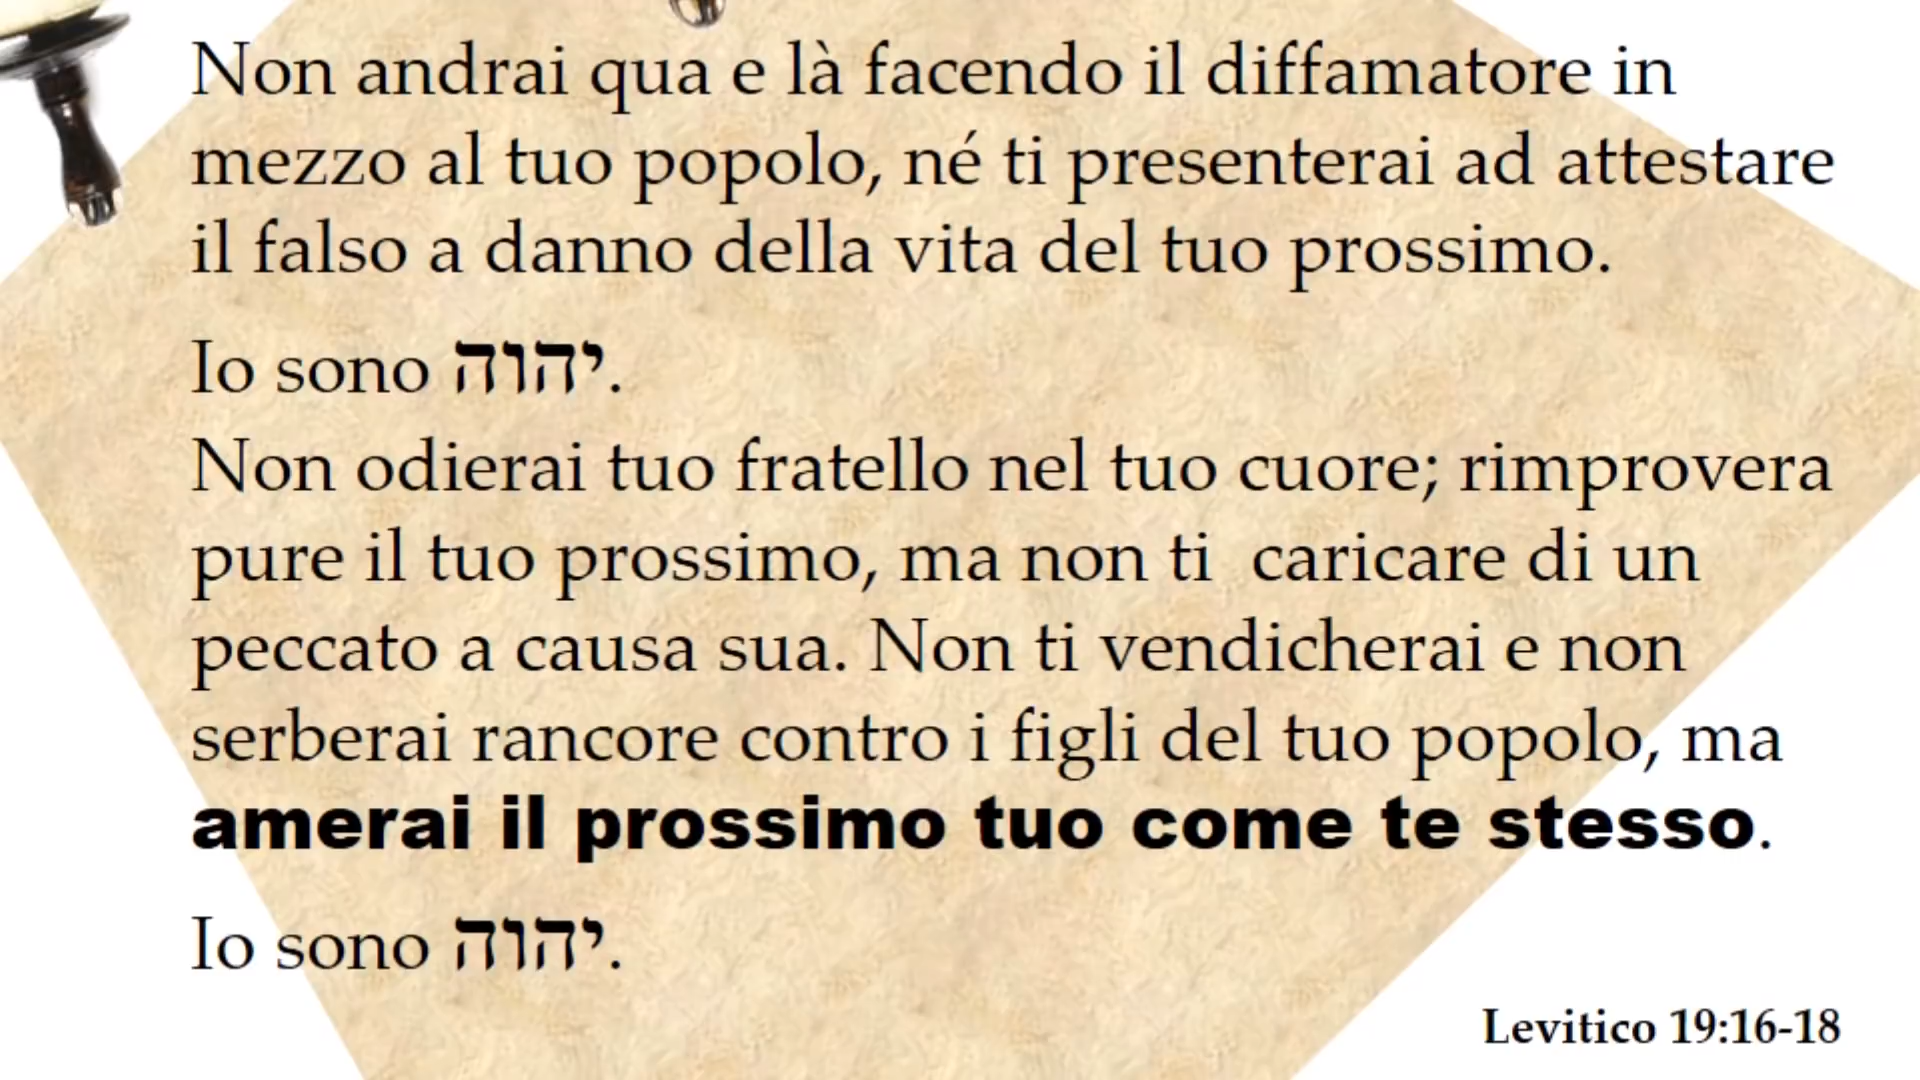 Non andrai qua e là facendo il diffamatore in
mezzo al tuo popolo, né ti presenterai ad attestare
il falso a danno della vita del tuo prossimo.
Io sono יהוה.
Non odierai tuo fratello nel tuo cuore; rimprovera
pure il tuo prossimo, ma non ti  caricare di un
peccato a causa sua. Non ti vendicherai e non
serberai rancore contro i figli del tuo popolo, ma
amerai il prossimo tuo come te stesso.
Io sono יהוה.
Levitico 19:16-18